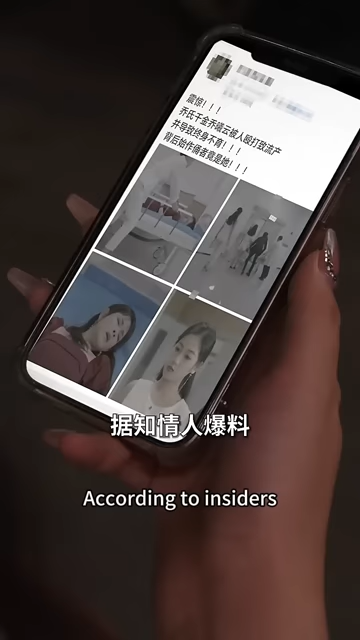 震惊！！！
乔氏千金乔晞云被人殴打致流产
并导致终身不育！！！
背后始作俑者竟是她！！！
据知情人爆料
According to insiders